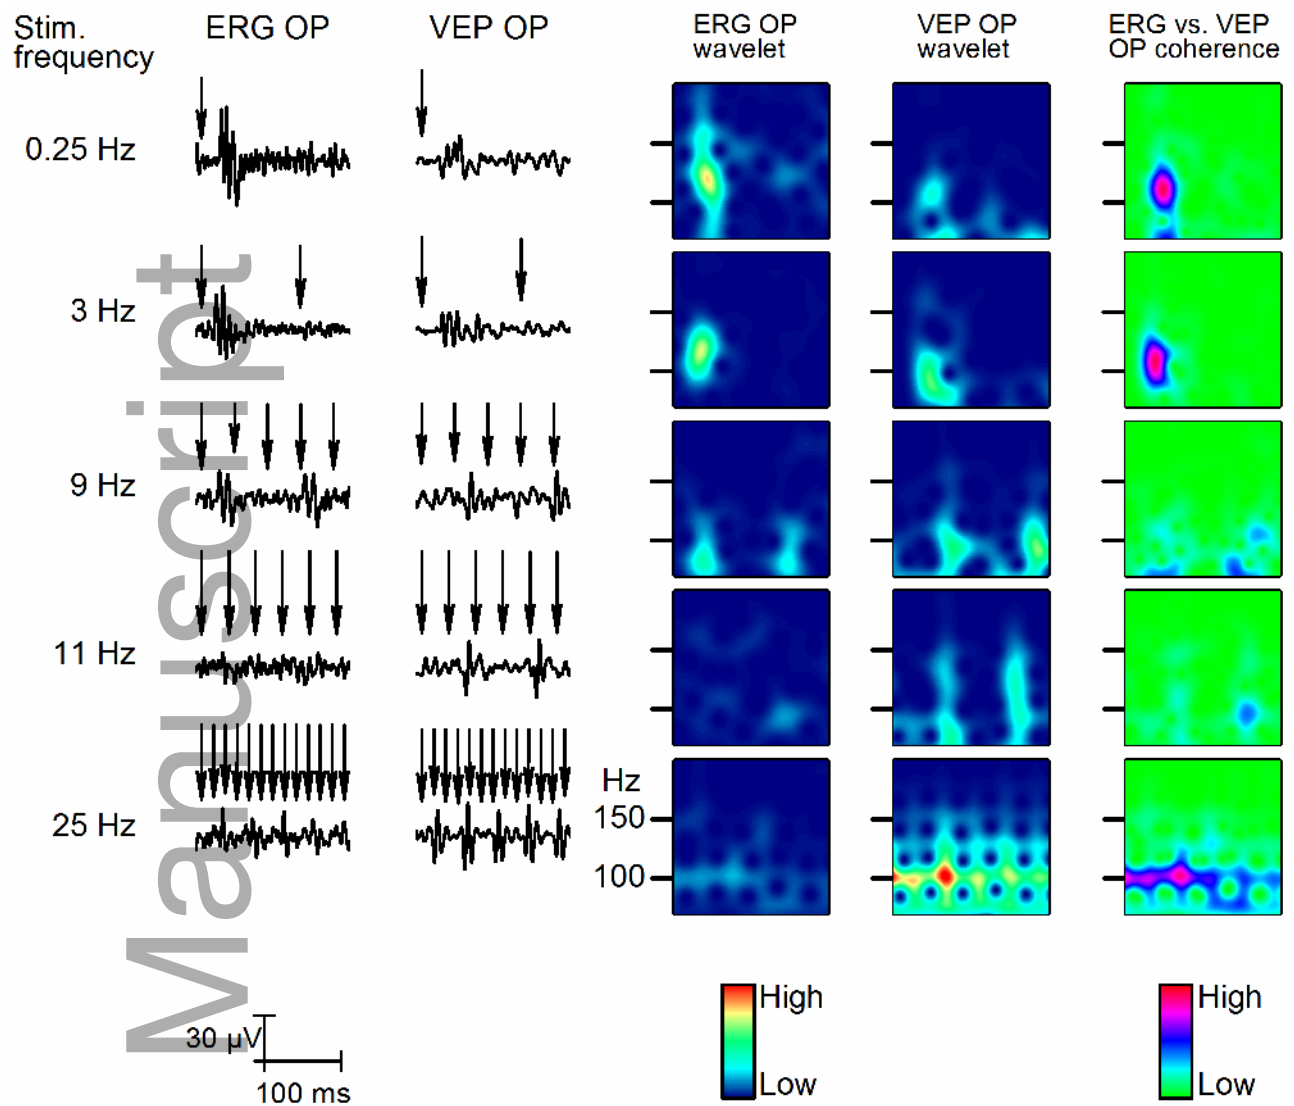 Stim.
frequency
ERG OP
VEP OP
ERG OP
wavelet
VEP OP
wavelet
ERG vs. VEP
OP coherence
0.25 Hz
3 Hz
9 Hz
11 Hz
25 Hz
Hz
150
100
Manuscript
30 µV
100 ms
High
Low
High
Low